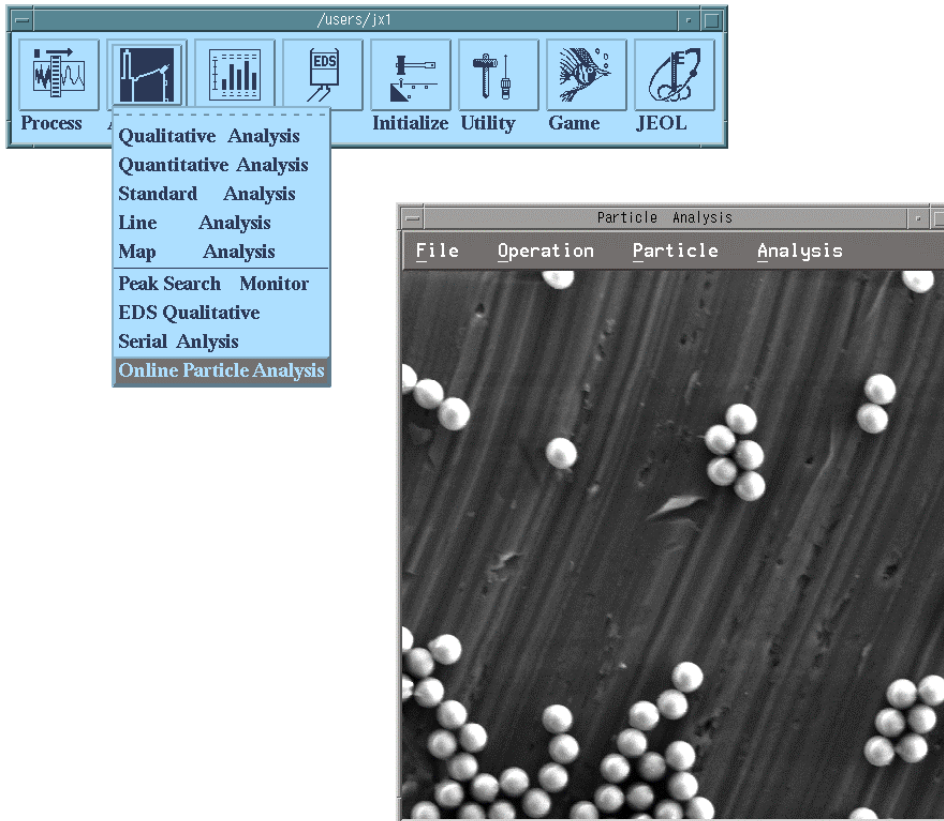 /users/jx1
EDS
Process
Initialize Utility Game JEOL
Qualitative Analysis
Quantitative Analysis
Standard Analysis
Line Analysis
Map Analysis
Peak Search Monitor
EDS Qualitative
Serial Anlysis
Online Particle Analysis
Particle Analysis
File Operation Particle Analysis